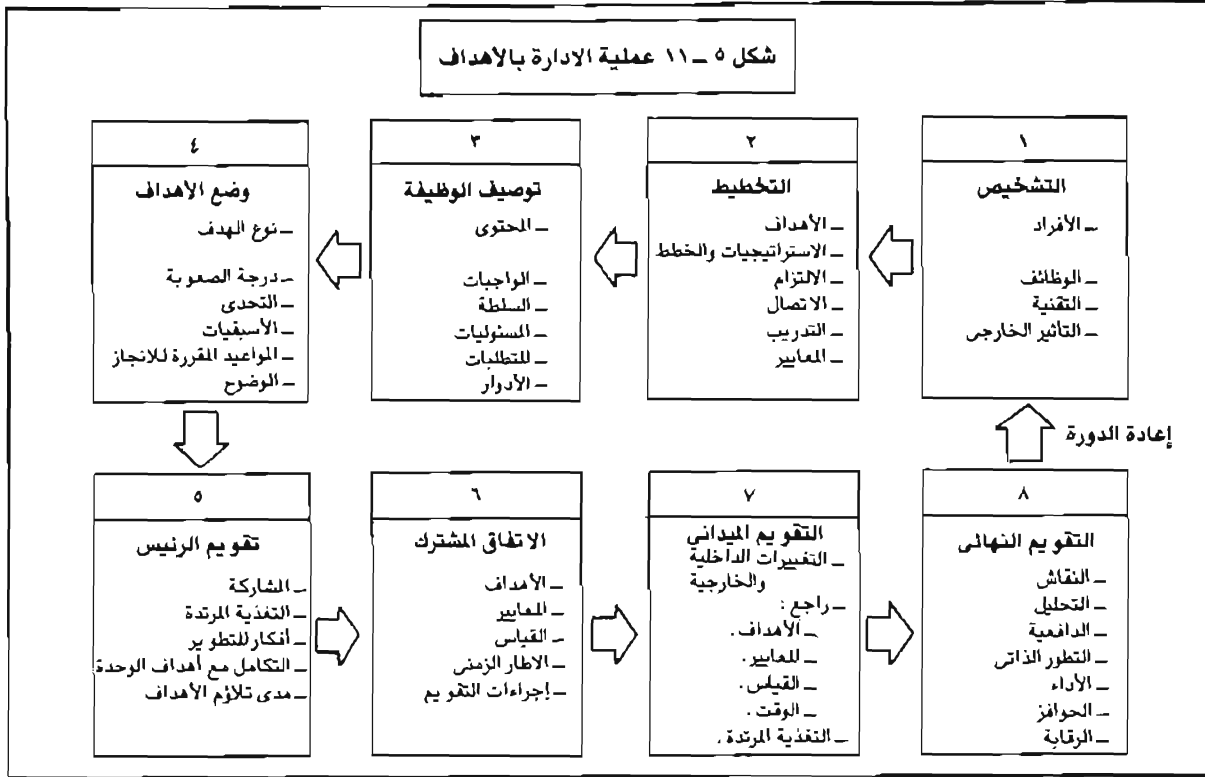 شكل ٥ – ١١ عملية الادارة بالأهداف
١
التشخيص
– الأفراد
– الوظائف
– التقنية
– التأثير الخارجى
٢
التخطيط
– الأهداف
– الاستراتيجيات والخطط
– الالتزام
– الاتصال
– التدريب
– المعايير
٣
توصيف الوظيفة
– المحتوى
– الواجبات
– السلطة
– المسئوليات
– المتطلبات
– الأدوار
٤
وضع الأهداف
– نوع الهدف
– درجة الصعوبة
– التحدى
– الأسبقيات
– المواعيد المقررة للانجاز
– الوضوح
٥
تقويم الرئيس
– المشاركة
– التغذية المرتدة
– أفكار للتطوير
– التكامل مع أهداف الوحدة
– مدى تلاؤم الأهداف
٦
الاتفاق المشترك
– الأهداف
– المعايير
– القياس
– الاطار الزمنى
– إجراءات التقويم
٧
التقويم الميداني
– التغييرات الداخلية
والخارجية
– راجع :
– الأهداف .
– المعايير .
– القياس .
– الوقت .
– التغذية المرتدة .
٨
التقويم النهائى
– النقاش
– التحليل
– الدافعية
– التطور الذاتى
– الأداء
– الحوافز
– الرقابة
إعادة الدورة